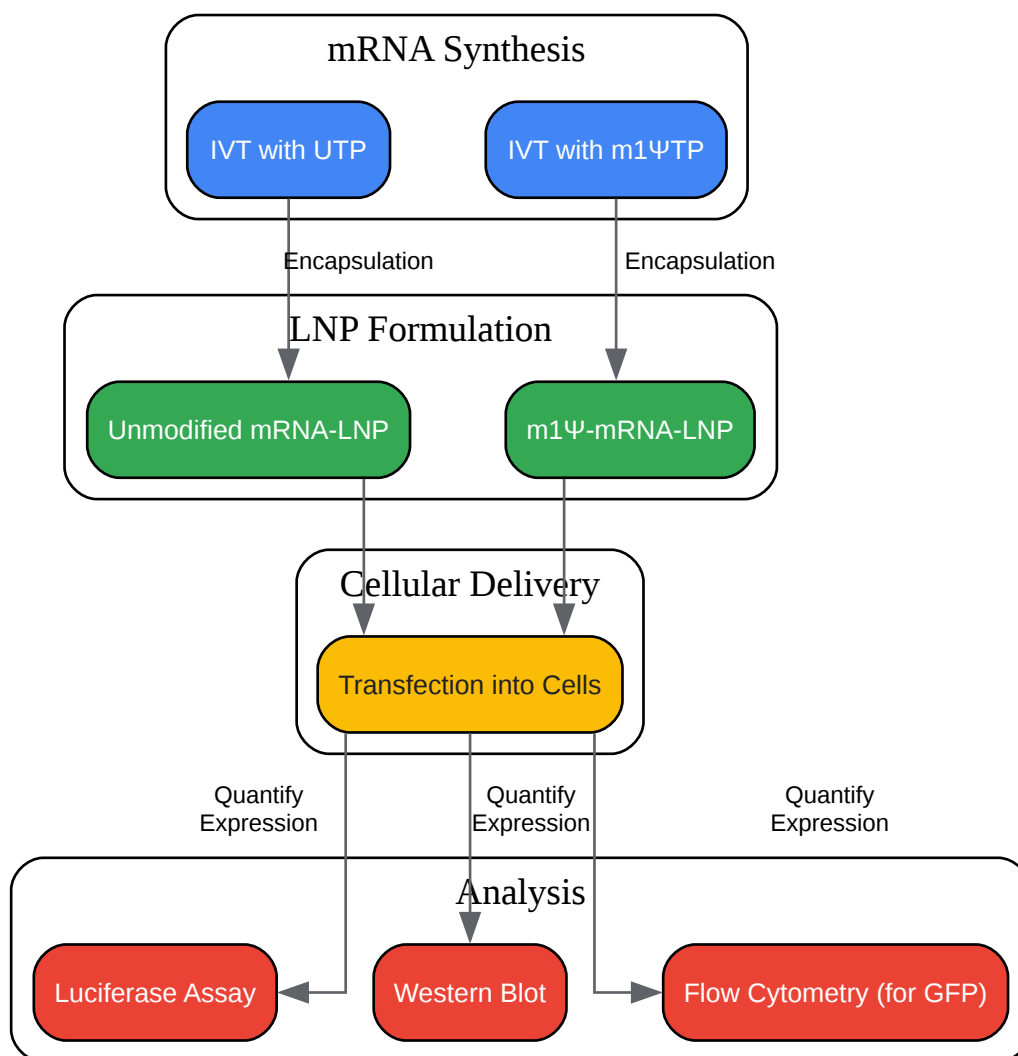 mRNA Synthesis
IVT with UTP
IVT with m1ΨTP
Encapsulation
Encapsulation
LNP Formulation
Unmodified mRNA-LNP
m1Ψ-mRNA-LNP
Cellular Delivery
Transfection into Cells
Quantify
Expression
Quantify
Expression
Quantify
Expression
Analysis
Luciferase Assay
Western Blot
Flow Cytometry (for GFP)